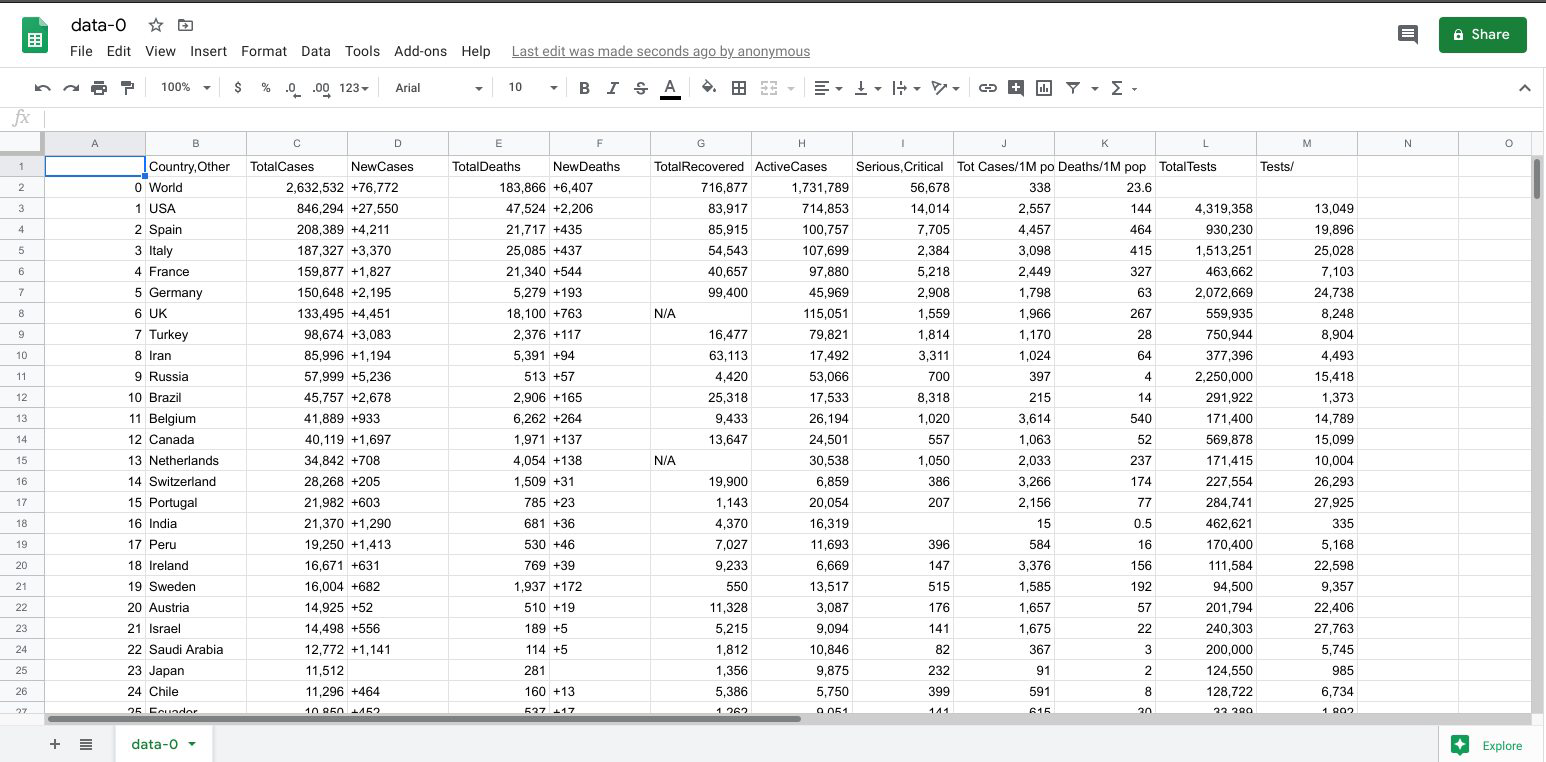 data-0
File Edit View Insert Format Data Tools Add-ons Help Last edit was made seconds ago by anonymous
Share
100% $ % .0 .00 123 Arial 10 B I S A
fx
A B C D E F G H I J K L M N O
1 Country,Other TotalCases NewCases TotalDeaths NewDeaths TotalRecovered ActiveCases Serious,Critical Tot Cases/1M po Deaths/1M pop TotalTests Tests/
2 0 World 2,632,532 +76,772 183,866 +6,407 716,877 1,731,789 56,678 338 23.6
3 1 USA 846,294 +27,550 47,524 +2,206 83,917 714,853 14,014 2,557 144 4,319,358 13,049
4 2 Spain 208,389 +4,211 21,717 +435 85,915 100,757 7,705 4,457 464 930,230 19,896
5 3 Italy 187,327 +3,370 25,085 +437 54,543 107,699 2,384 3,098 415 1,513,251 25,028
6 4 France 159,877 +1,827 21,340 +544 40,657 97,880 5,218 2,449 327 463,662 7,103
7 5 Germany 150,648 +2,195 5,279 +193 99,400 45,969 2,908 1,798 63 2,072,669 24,738
8 6 UK 133,495 +4,451 18,100 +763 N/A 115,051 1,559 1,966 267 559,935 8,248
9 7 Turkey 98,674 +3,083 2,376 +117 16,477 79,821 1,814 1,170 28 750,944 8,904
10 8 Iran 85,996 +1,194 5,391 +94 63,113 17,492 3,311 1,024 64 377,396 4,493
11 9 Russia 57,999 +5,236 513 +57 4,420 53,066 700 397 4 2,250,000 15,418
12 10 Brazil 45,757 +2,678 2,906 +165 25,318 17,533 8,318 215 14 291,922 1,373
13 11 Belgium 41,889 +933 6,262 +264 9,433 26,194 1,020 3,614 540 171,400 14,789
14 12 Canada 40,119 +1,697 1,971 +137 13,647 24,501 557 1,063 52 569,878 15,099
15 13 Netherlands 34,842 +708 4,054 +138 N/A 30,538 1,050 2,033 237 171,415 10,004
16 14 Switzerland 28,268 +205 1,509 +31 19,900 6,859 386 3,266 174 227,554 26,293
17 15 Portugal 21,982 +603 785 +23 1,143 20,054 207 2,156 77 284,741 27,925
18 16 India 21,370 +1,290 681 +36 4,370 16,319 15 0.5 462,621 335
19 17 Peru 19,250 +1,413 530 +46 7,027 11,693 396 584 16 170,400 5,168
20 18 Ireland 16,671 +631 769 +39 9,233 6,669 147 3,376 156 111,584 22,598
21 19 Sweden 16,004 +682 1,937 +172 550 13,517 515 1,585 192 94,500 9,357
22 20 Austria 14,925 +52 510 +19 11,328 3,087 176 1,657 57 201,794 22,406
23 21 Israel 14,498 +556 189 +5 5,215 9,094 141 1,675 22 240,303 27,763
24 22 Saudi Arabia 12,772 +1,141 114 +5 1,812 10,846 82 367 3 200,000 5,745
25 23 Japan 11,512 281 1,356 9,875 232 91 2 124,550 985
26 24 Chile 11,296 +464 160 +13 5,386 5,750 399 591 8 128,722 6,734
27 25 Ecuador 10,850 +452 537 +17 1,262 9,051 141 615 30 33,389 1,892
data-0
Explore